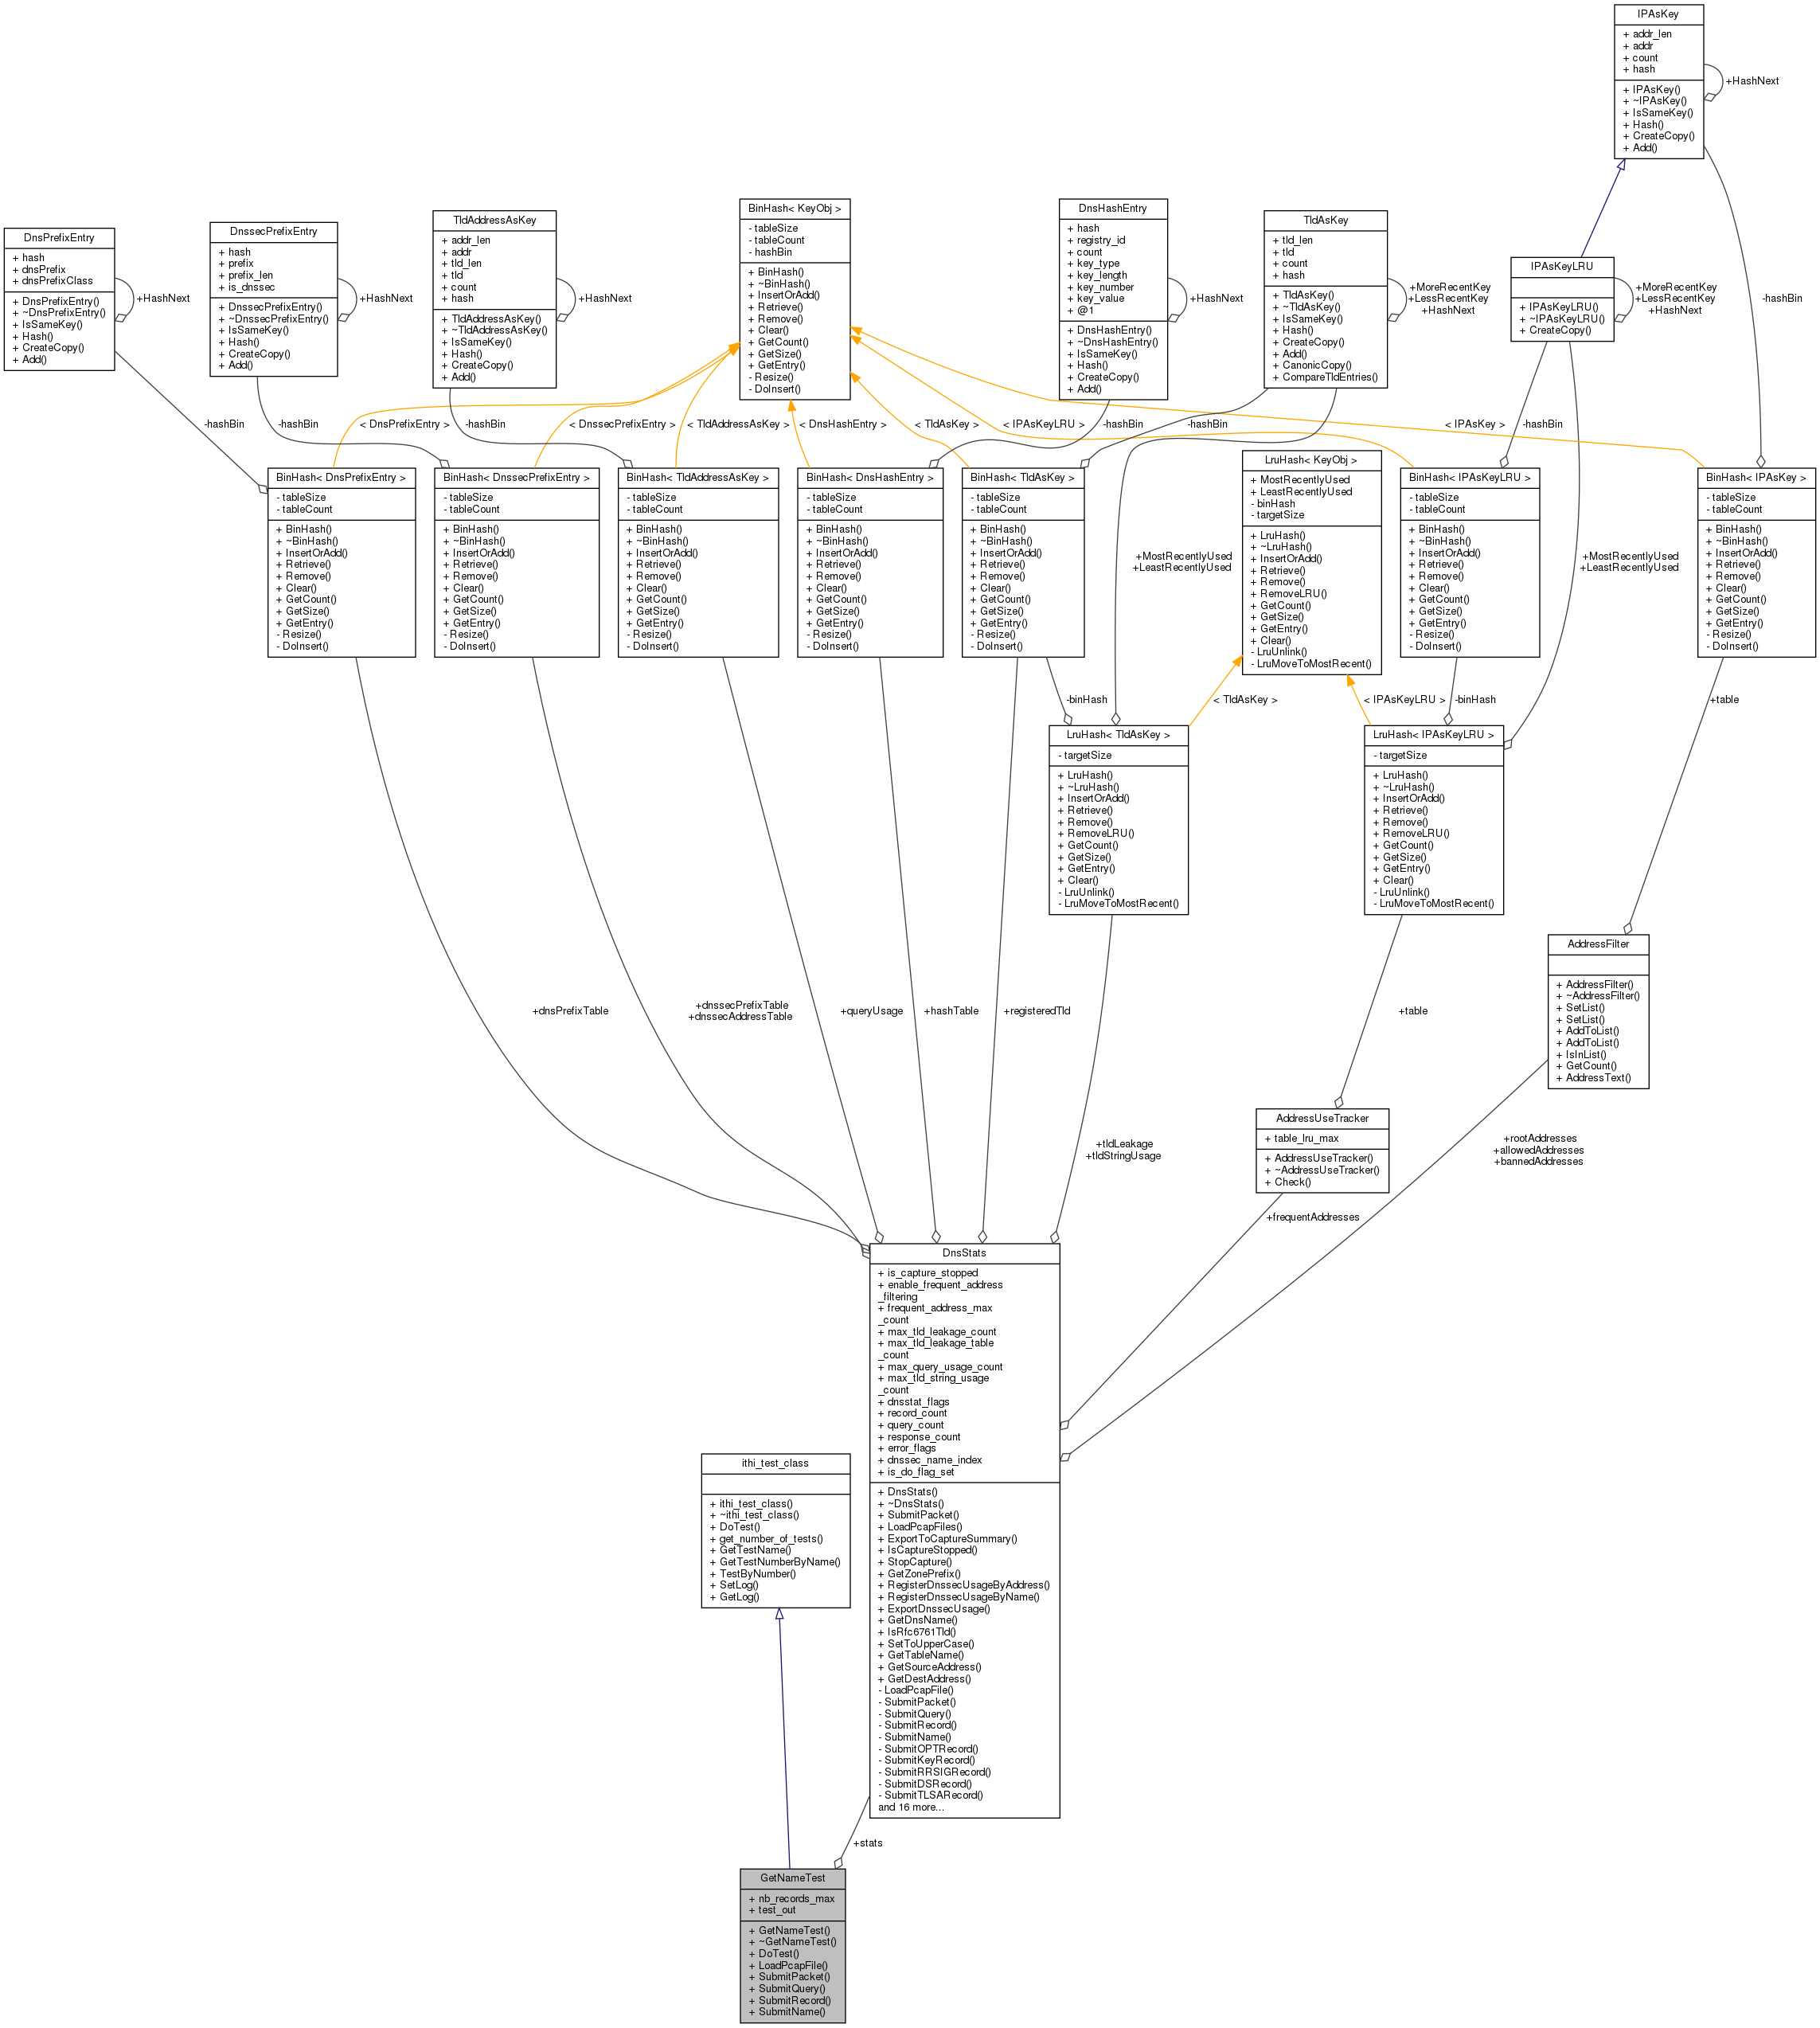 IPAsKey
+ addr_len
+ addr
+ count
+ hash
+ IPAsKey()
+ ~IPAsKey()
+ IsSameKey()
+ Hash()
+ CreateCopy()
+ Add()
+HashNext
DnsPrefixEntry
+ hash
+ dnsPrefix
+ dnsPrefixClass
+ DnsPrefixEntry()
+ ~DnsPrefixEntry()
+ IsSameKey()
+ Hash()
+ CreateCopy()
+ Add()
+HashNext
DnssecPrefixEntry
+ hash
+ prefix
+ prefix_len
+ is_dnssec
+ DnssecPrefixEntry()
+ ~DnssecPrefixEntry()
+ IsSameKey()
+ Hash()
+ CreateCopy()
+ Add()
+HashNext
TldAddressAsKey
+ addr_len
+ addr
+ tld_len
+ tld
+ count
+ hash
+ TldAddressAsKey()
+ ~TldAddressAsKey()
+ IsSameKey()
+ Hash()
+ CreateCopy()
+ Add()
+HashNext
BinHash< KeyObj >
- tableSize
- tableCount
- hashBin
+ BinHash()
+ ~BinHash()
+ InsertOrAdd()
+ Retrieve()
+ Remove()
+ Clear()
+ GetCount()
+ GetSize()
+ GetEntry()
- Resize()
- DoInsert()
DnsHashEntry
+ hash
+ registry_id
+ count
+ key_type
+ key_length
+ key_number
+ key_value
+ @1
+ DnsHashEntry()
+ ~DnsHashEntry()
+ IsSameKey()
+ Hash()
+ CreateCopy()
+ Add()
+HashNext
TldAsKey
+ tld_len
+ tld
+ count
+ hash
+ TldAsKey()
+ ~TldAsKey()
+ IsSameKey()
+ Hash()
+ CreateCopy()
+ Add()
+ CanonicCopy()
+ CompareTldEntries()
+MoreRecentKey
+LessRecentKey
+HashNext
IPAsKeyLRU
+ IPAsKeyLRU()
+ ~IPAsKeyLRU()
+ CreateCopy()
+MoreRecentKey
+LessRecentKey
+HashNext
-hashBin
-hashBin
-hashBin
< DnsPrefixEntry >
-hashBin
< DnssecPrefixEntry >
< TldAddressAsKey >
< DnsHashEntry >
< TldAsKey >
< IPAsKeyLRU >
-hashBin
-hashBin
< IPAsKey >
-hashBin
BinHash< DnsPrefixEntry >
- tableSize
- tableCount
+ BinHash()
+ ~BinHash()
+ InsertOrAdd()
+ Retrieve()
+ Remove()
+ Clear()
+ GetCount()
+ GetSize()
+ GetEntry()
- Resize()
- DoInsert()
BinHash< DnssecPrefixEntry >
- tableSize
- tableCount
+ BinHash()
+ ~BinHash()
+ InsertOrAdd()
+ Retrieve()
+ Remove()
+ Clear()
+ GetCount()
+ GetSize()
+ GetEntry()
- Resize()
- DoInsert()
BinHash< TldAddressAsKey >
- tableSize
- tableCount
+ BinHash()
+ ~BinHash()
+ InsertOrAdd()
+ Retrieve()
+ Remove()
+ Clear()
+ GetCount()
+ GetSize()
+ GetEntry()
- Resize()
- DoInsert()
BinHash< DnsHashEntry >
- tableSize
- tableCount
+ BinHash()
+ ~BinHash()
+ InsertOrAdd()
+ Retrieve()
+ Remove()
+ Clear()
+ GetCount()
+ GetSize()
+ GetEntry()
- Resize()
- DoInsert()
BinHash< TldAsKey >
- tableSize
- tableCount
+ BinHash()
+ ~BinHash()
+ InsertOrAdd()
+ Retrieve()
+ Remove()
+ Clear()
+ GetCount()
+ GetSize()
+ GetEntry()
- Resize()
- DoInsert()
+MostRecentlyUsed
+LeastRecentlyUsed
LruHash< KeyObj >
+ MostRecentlyUsed
+ LeastRecentlyUsed
- binHash
- targetSize
+ LruHash()
+ ~LruHash()
+ InsertOrAdd()
+ Retrieve()
+ Remove()
+ RemoveLRU()
+ GetCount()
+ GetSize()
+ GetEntry()
+ Clear()
- LruUnlink()
- LruMoveToMostRecent()
BinHash< IPAsKeyLRU >
- tableSize
- tableCount
+ BinHash()
+ ~BinHash()
+ InsertOrAdd()
+ Retrieve()
+ Remove()
+ Clear()
+ GetCount()
+ GetSize()
+ GetEntry()
- Resize()
- DoInsert()
+MostRecentlyUsed
+LeastRecentlyUsed
BinHash< IPAsKey >
- tableSize
- tableCount
+ BinHash()
+ ~BinHash()
+ InsertOrAdd()
+ Retrieve()
+ Remove()
+ Clear()
+ GetCount()
+ GetSize()
+ GetEntry()
- Resize()
- DoInsert()
-binHash
< TldAsKey >
< IPAsKeyLRU >
-binHash
+table
LruHash< TldAsKey >
- targetSize
+ LruHash()
+ ~LruHash()
+ InsertOrAdd()
+ Retrieve()
+ Remove()
+ RemoveLRU()
+ GetCount()
+ GetSize()
+ GetEntry()
+ Clear()
- LruUnlink()
- LruMoveToMostRecent()
LruHash< IPAsKeyLRU >
- targetSize
+ LruHash()
+ ~LruHash()
+ InsertOrAdd()
+ Retrieve()
+ Remove()
+ RemoveLRU()
+ GetCount()
+ GetSize()
+ GetEntry()
+ Clear()
- LruUnlink()
- LruMoveToMostRecent()
AddressFilter
+ AddressFilter()
+ ~AddressFilter()
+ SetList()
+ SetList()
+ AddToList()
+ AddToList()
+ IsInList()
+ GetCount()
+ AddressText()
+dnsPrefixTable
+dnssecPrefixTable
+dnssecAddressTable
+queryUsage
+hashTable
+registeredTld
+table
AddressUseTracker
+ table_lru_max
+ AddressUseTracker()
+ ~AddressUseTracker()
+ Check()
+tldLeakage
+tldStringUsage
+rootAddresses
+allowedAddresses
+bannedAddresses
+frequentAddresses
DnsStats
+ is_capture_stopped
+ enable_frequent_address
_filtering
+ frequent_address_max
_count
+ max_tld_leakage_count
+ max_tld_leakage_table
_count
+ max_query_usage_count
+ max_tld_string_usage
_count
+ dnsstat_flags
+ record_count
+ query_count
+ response_count
+ error_flags
+ dnssec_name_index
+ is_do_flag_set
+ DnsStats()
+ ~DnsStats()
+ SubmitPacket()
+ LoadPcapFiles()
+ ExportToCaptureSummary()
+ IsCaptureStopped()
+ StopCapture()
+ GetZonePrefix()
+ RegisterDnssecUsageByAddress()
+ RegisterDnssecUsageByName()
+ ExportDnssecUsage()
+ GetDnsName()
+ IsRfc6761Tld()
+ SetToUpperCase()
+ GetTableName()
+ GetSourceAddress()
+ GetDestAddress()
- LoadPcapFile()
- SubmitPacket()
- SubmitQuery()
- SubmitRecord()
- SubmitName()
- SubmitOPTRecord()
- SubmitKeyRecord()
- SubmitRRSIGRecord()
- SubmitDSRecord()
- SubmitTLSARecord()
and 16 more...
ithi_test_class
+ ithi_test_class()
+ ~ithi_test_class()
+ DoTest()
+ get_number_of_tests()
+ GetTestName()
+ GetTestNumberByName()
+ TestByNumber()
+ SetLog()
+ GetLog()
+stats
GetNameTest
+ nb_records_max
+ test_out
+ GetNameTest()
+ ~GetNameTest()
+ DoTest()
+ LoadPcapFile()
+ SubmitPacket()
+ SubmitQuery()
+ SubmitRecord()
+ SubmitName()